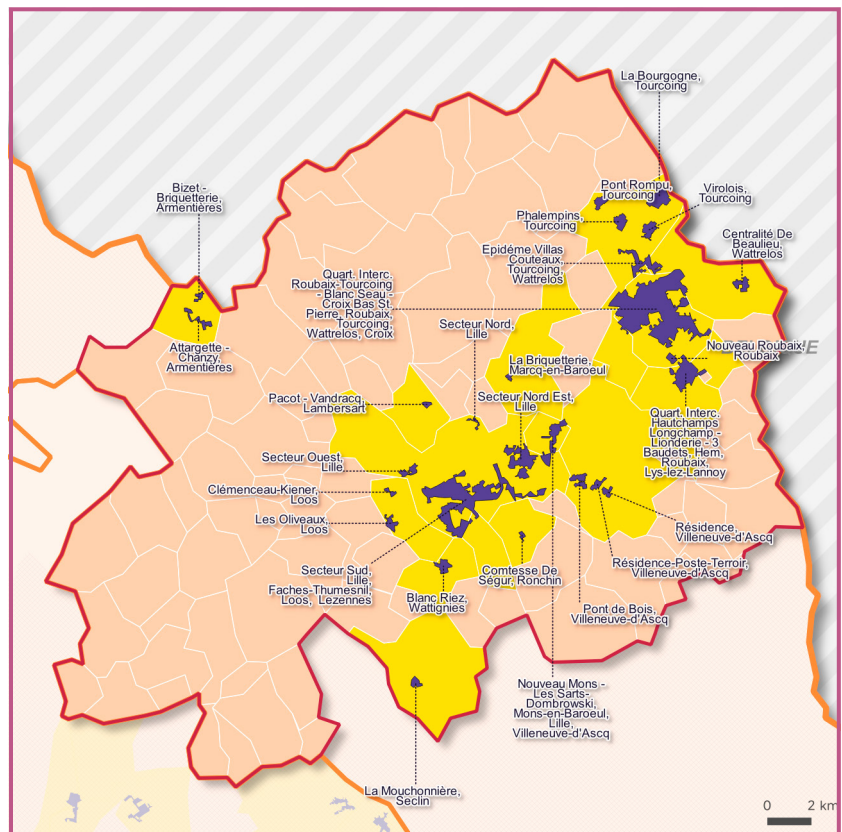 La Bourgogne,
Tourcoing
Bizet -
Briquetterie,
Armentières
Pont Rompu,
Tourcoing
Virolois,
Tourcoing
Phalempins,
Tourcoing
Centralité De
Beaulieu,
Wattrelos
Epidéme Villas
Couteaux,
Tourcoing,
Wattrelos
Quart. Interc.
Roubaix-Tourcoing
- Blanc Seau -
Croix Bas St.
Pierre, Roubaix,
Tourcoing,
Wattrelos, Croix
Secteur Nord,
Lille
Attargette -
Chanzy,
Armentières
La Briquetterie,
Marcq-en-Baroeul
Nouveau Roubaix,
Roubaix
Pacot - Vandracq,
Lambersart
Secteur Nord Est,
Lille
Quart. Interc.
Hautchamps
Longchamp -
Lionderie - 3
Baudets, Hem,
Roubaix,
Lys-lez-Lannoy
Secteur Ouest,
Lille
Clémenceau-Kiener,
Loos
Les Oliveaux,
Loos
Résidence,
Villeneuve-d'Ascq
Secteur Sud,
Lille,
Faches-Thumesnil,
Loos, Lezennes
Comtesse De
Ségur, Ronchin
Résidence-Poste-Terroir,
Villeneuve-d'Ascq
Blanc Riez,
Wattignies
Pont de Bois,
Villeneuve-d'Ascq
Nouveau Mons -
Les Sarts-
Dombrowski,
Mons-en-Baroeul,
Lille,
Villeneuve-d'Ascq
La Mouchonnière,
Seclin
0 2 km